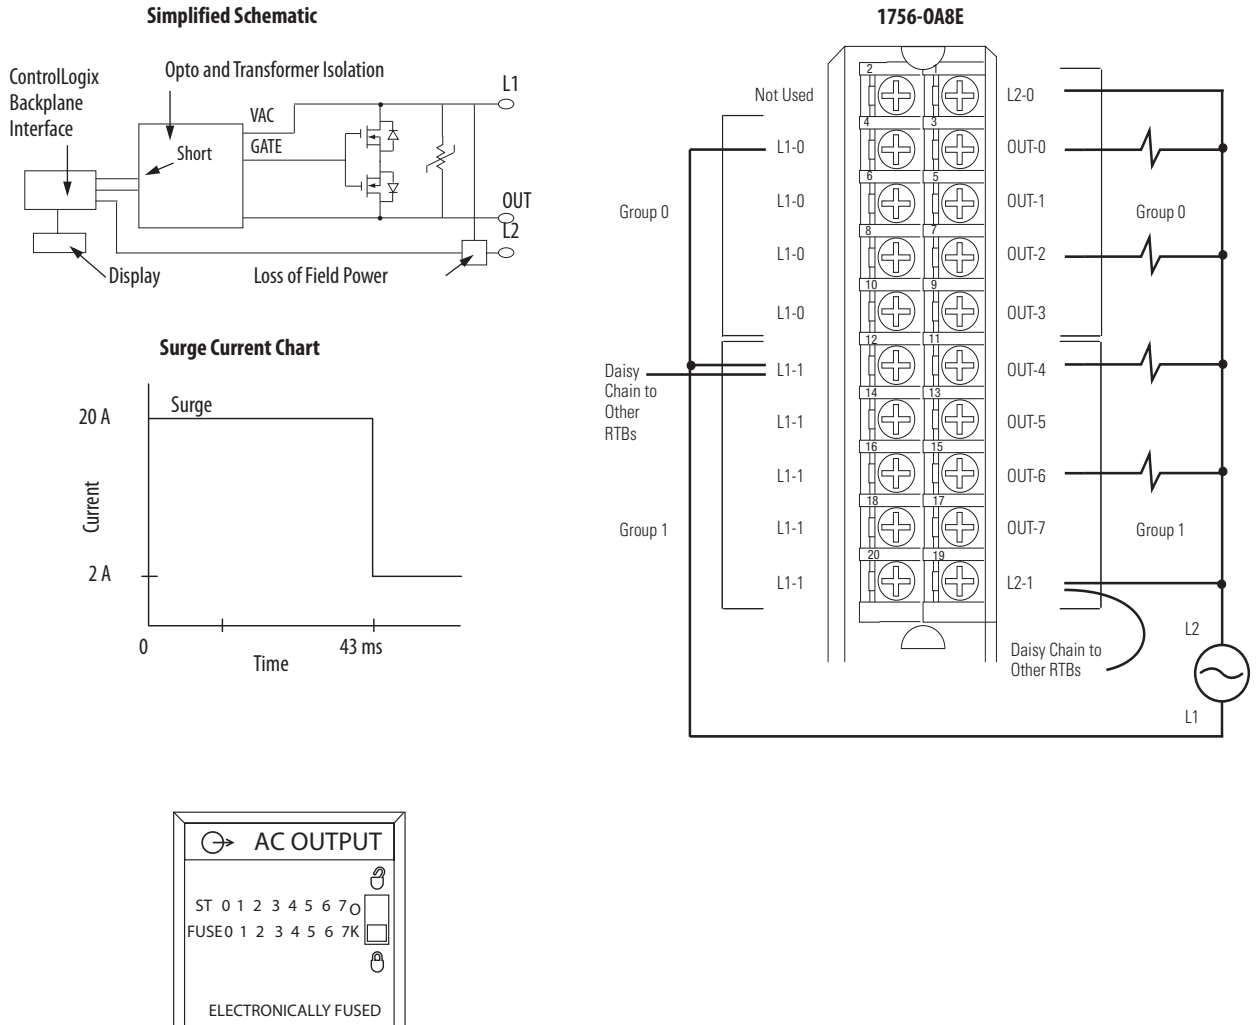 Simplified Schematic
ControlLogix
Backplane
Interface
Opto and Transformer Isolation
L1
VAC
GATE
Short
OUT
L2
Display
Loss of Field Power
Surge Current Chart
20 A
Surge
Current
2 A
0
43 ms
Time
1756-OA8E
Not Used
2
1
L2-0
L1-0
4
3
OUT-0
L1-0
6
5
OUT-1
Group 0
Group 0
L1-0
8
7
OUT-2
L1-0
10
9
OUT-3
Daisy
Chain to
Other
RTBs
L1-1
12
11
OUT-4
L1-1
14
13
OUT-5
L1-1
16
15
OUT-6
Group 1
L1-1
18
17
OUT-7
Group 1
L1-1
20
19
L2-1
Daisy Chain to
Other RTBs
L2
L1
AC OUTPUT
ST 0 1 2 3 4 5 6 7 O
FUSE 0 1 2 3 4 5 6 7 K
ELECTRONICALLY FUSED